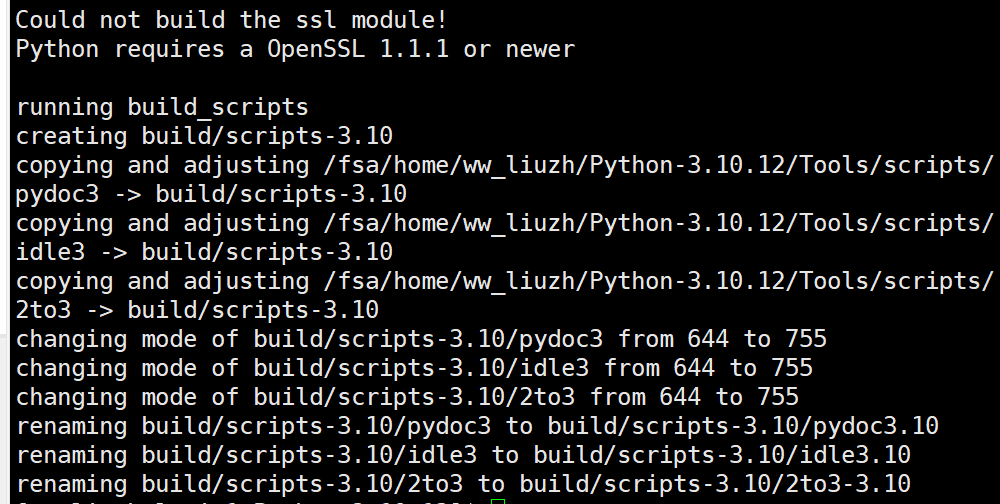 Could not build the ssl module!
Python requires a OpenSSL 1.1.1 or newer
running build_scripts
creating build/scripts-3.10
copying and adjusting /fsa/home/ww_liuzh/Python-3.10.12/Tools/scripts/
pydoc3 -> build/scripts-3.10
copying and adjusting /fsa/home/ww_liuzh/Python-3.10.12/Tools/scripts/
idle3 -> build/scripts-3.10
copying and adjusting /fsa/home/ww_liuzh/Python-3.10.12/Tools/scripts/
2to3 -> build/scripts-3.10
changing mode of build/scripts-3.10/pydoc3 from 644 to 755
changing mode of build/scripts-3.10/idle3 from 644 to 755
changing mode of build/scripts-3.10/2to3 from 644 to 755
renaming build/scripts-3.10/pydoc3 to build/scripts-3.10/pydoc3.10
renaming build/scripts-3.10/idle3 to build/scripts-3.10/idle3.10
renaming build/scripts-3.10/2to3 to build/scripts-3.10/2to3-3.10